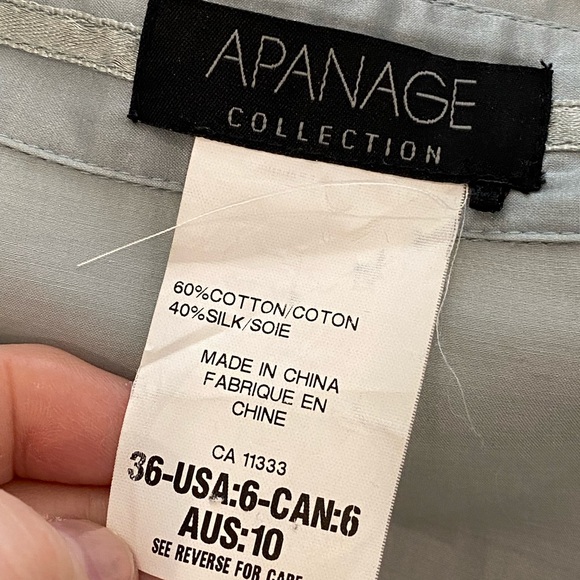 APANAGE
COLLECTION
60%COTTON/COTON
40%SILK/SOIE
MADE IN CHINA
FABRIQUE EN
CHINE
CA 11333
36-USA:6-CAN:6
AUS:10
SEE REVERSE FOR CARE